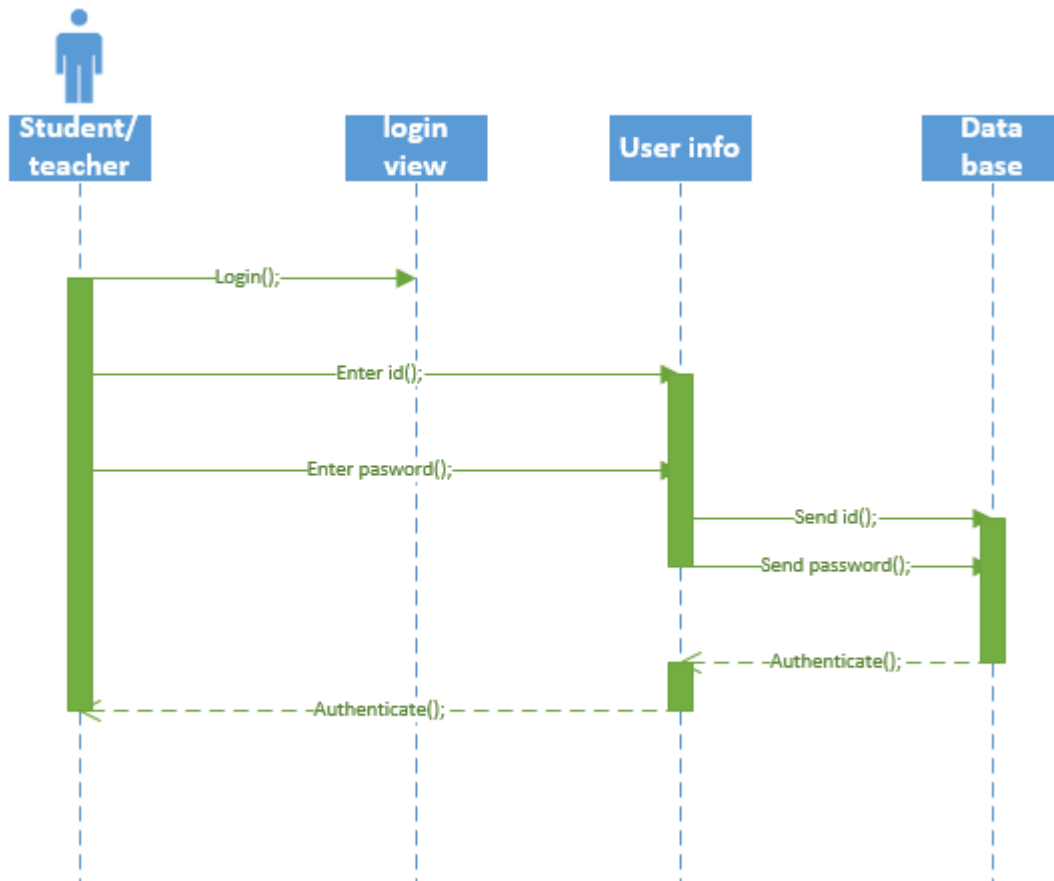 Student/
teacher
login
view
User info
Data
base
Login();
Enter id();
Enter pasword();
Send id();
Send password();
Authenticate();
Authenticate();